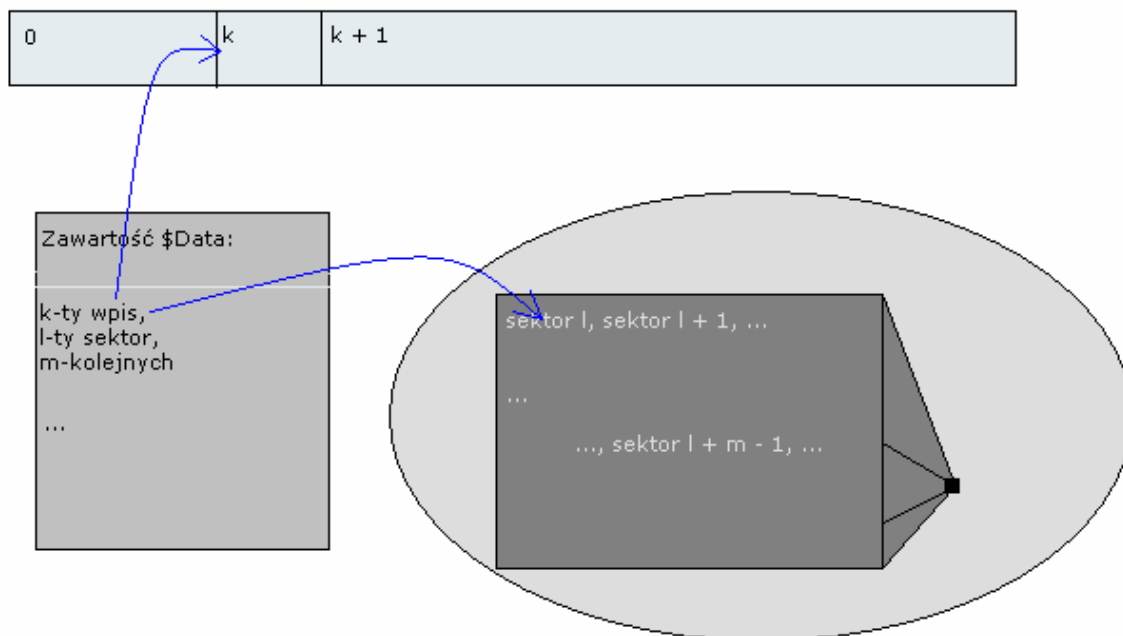 0
k
k + 1
Zawartość $Data:
k-ty wpis,
l-ty sektor,
m-kolejnych
...
sektor l, sektor l + 1, ...
...
..., sektor l + m - 1, ...